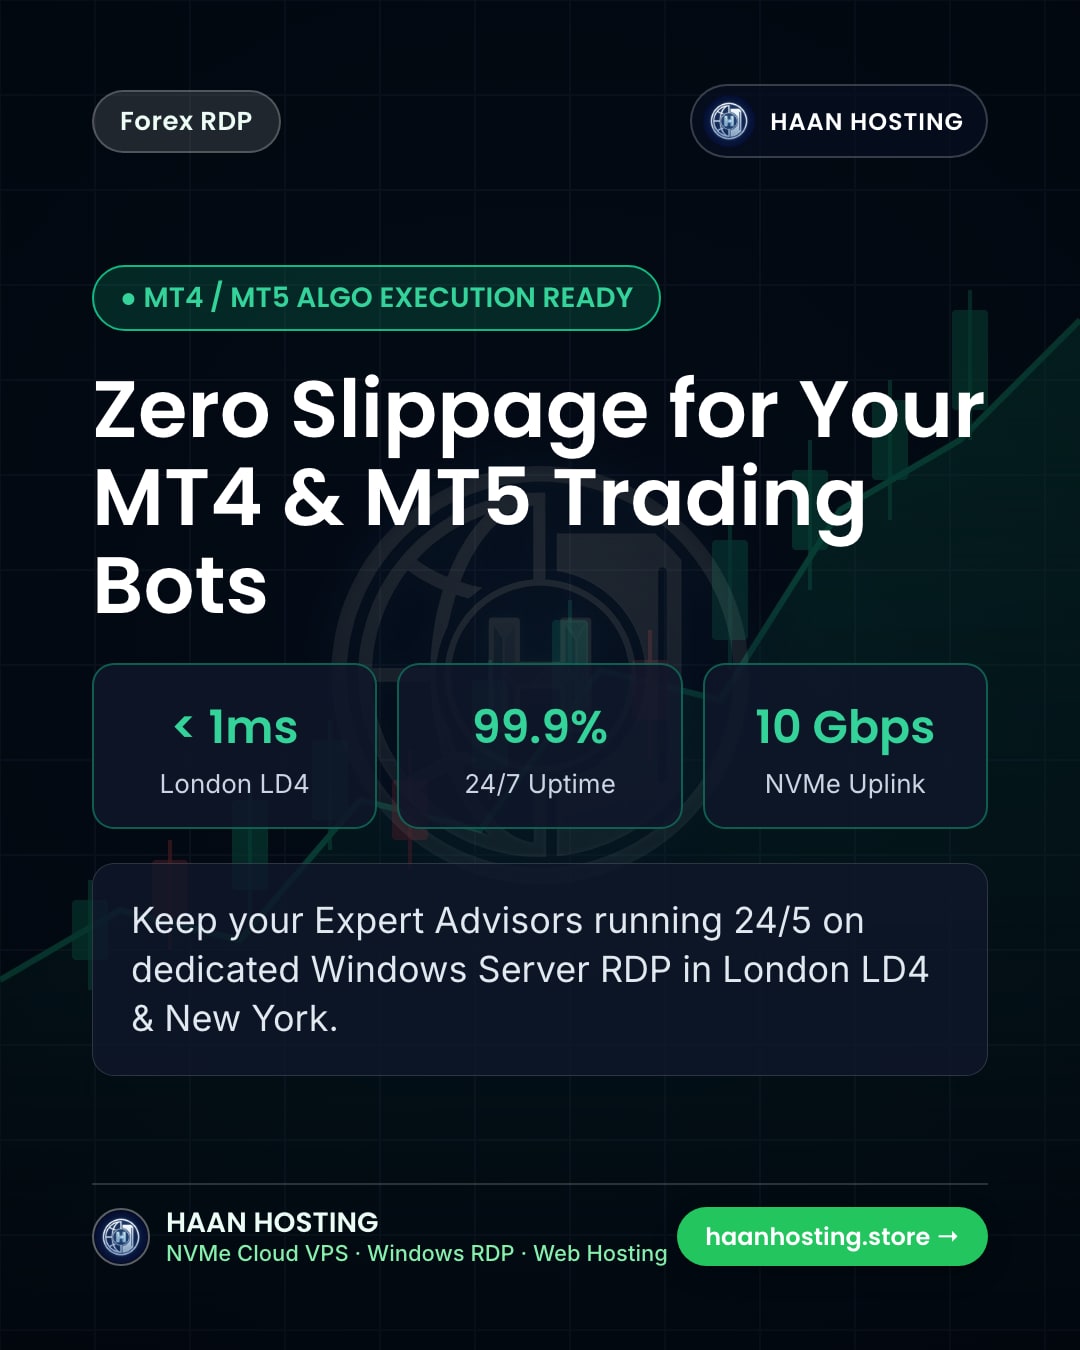 Forex RDP
HAAN HOSTING
• MT4 / MT5 ALGO EXECUTION READY
Zero Slippage for Your
MT4 & MT5 Trading
Bots
< 1ms
London LD4
99.9%
24/7 Uptime
10 Gbps
NVMe Uplink
Keep your Expert Advisors running 24/5 on
dedicated Windows Server RDP in London LD4
& New York.
HAAN HOSTING
NVMe Cloud VPS · Windows RDP · Web Hosting
haanhosting.store →